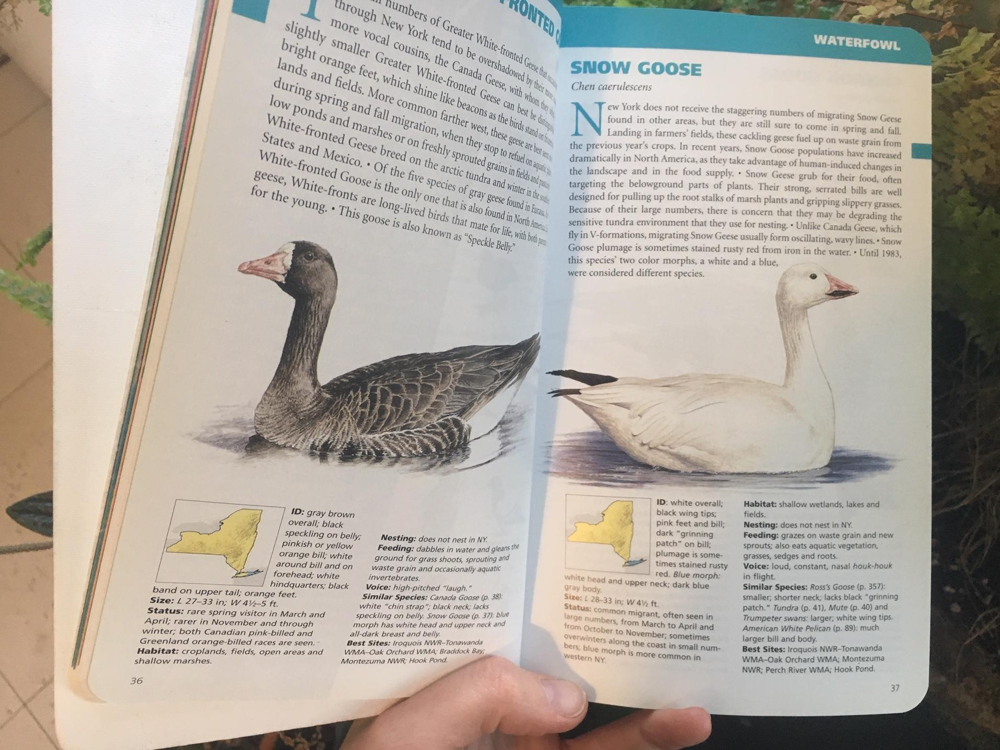 FRONTED
numbers of Greater White-fronted Geese that
through New York tend to be overshadowed by their more
more vocal cousins, the Canada Geese, with whom they
slightly smaller Greater White-fronted Geese can best be
bright orange feet, which shine like beacons as the birds stand on
lands and fields. More common farther west, these geese are best seen
during spring and fall migration, when they stop to refuel on aquatic
low ponds and marshes or on freshly sprouted grains in fields and
White-fronted Geese breed on the arctic tundra and winter in the
States and Mexico. • Of the five species of gray geese found in Eurasia,
White-fronted Goose is the only one that is also found in North America.
geese, White-fronts are long-lived birds that mate for life, with both
for the young. • This goose is also known as “Speckle Belly.”
ID: gray brown
overall; black
speckling on belly;
pinkish or yellow
orange bill; white
around bill and on
forehead; white
hindquarters; black
band on upper tail; orange feet.
Size: L 27–33 in; W 4½–5 ft.
Status: rare spring visitor in March and
April; rarer in November and through
winter; both Canadian pink-billed and
Greenland orange-billed races are seen.
Habitat: croplands, fields, open areas and
shallow marshes.
Nesting: does not nest in NY.
Feeding: dabbles in water and gleans the
ground for grass shoots, sprouting and
waste grain and occasionally aquatic
invertebrates.
Voice: high-pitched “laugh.”
Similar Species: Canada Goose (p. 38):
white “chin strap”; black neck; lacks
speckling on belly. Snow Goose (p. 37): blue
morph has white head and upper neck and
all-dark breast and belly.
Best Sites: Iroquois NWR–Tonawanda
WMA–Oak Orchard WMA; Braddock Bay;
Montezuma NWR; Hook Pond.
36
WATERFOWL
SNOW GOOSE
Chen caerulescens
New York does not receive the staggering numbers of migrating Snow Geese
found in other areas, but they are still sure to come in spring and fall.
Landing in farmers’ fields, these cackling geese fuel up on waste grain from
the previous year’s crops. In recent years, Snow Goose populations have increased
dramatically in North America, as they take advantage of human-induced changes in
the landscape and in the food supply. • Snow Geese grub for their food, often
targeting the belowground parts of plants. Their strong, serrated bills are well
designed for pulling up the root stalks of marsh plants and gripping slippery grasses.
Because of their large numbers, there is concern that they may be degrading the
sensitive tundra environment that they use for nesting. • Unlike Canada Geese, which
fly in V-formations, migrating Snow Geese usually form oscillating, wavy lines. • Snow
Goose plumage is sometimes stained rusty red from iron in the water. • Until 1983,
this species’ two color morphs, a white and a blue,
were considered different species.
ID: white overall;
black wing tips;
pink feet and bill;
dark “grinning
patch” on bill;
plumage is some-
times stained rusty
red. Blue morph:
white head and upper neck; dark blue
gray body.
Size: L 28–33 in; W 4½ ft.
Status: common migrant, often seen in
large numbers, from March to April and
from October to November; sometimes
overwinters along the coast in small num-
bers; blue morph is more common in
western NY.
Habitat: shallow wetlands, lakes and
fields.
Nesting: does not nest in NY.
Feeding: grazes on waste grain and new
sprouts; also eats aquatic vegetation,
grasses, sedges and roots.
Voice: loud, constant, nasal houk-houk
in flight.
Similar Species: Ross’s Goose (p. 357):
smaller; shorter neck; lacks black “grinning
patch.” Tundra (p. 41), Mute (p. 40) and
Trumpeter swans: larger; white wing tips.
American White Pelican (p. 89): much
larger bill and body.
Best Sites: Iroquois NWR–Tonawanda
WMA–Oak Orchard WMA; Montezuma
NWR; Perch River WMA; Hook Pond.
37